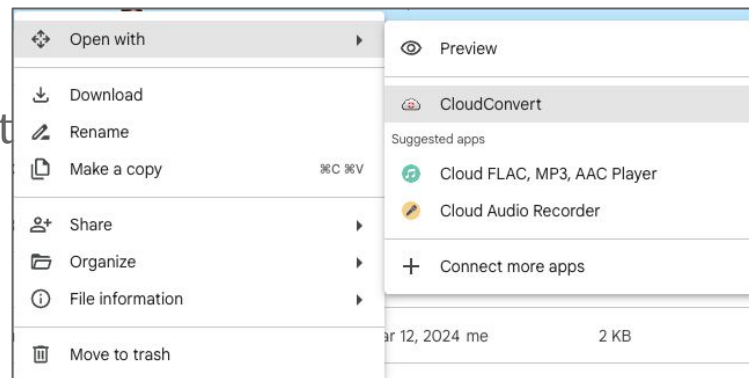 Open with
Download
Rename
Make a copy ⌘C ⌘V
Share
Organize
File information
Move to trash
Preview
CloudConvert
Suggested apps
Cloud FLAC, MP3, AAC Player
Cloud Audio Recorder
Connect more apps
12, 2024 me 2 KB